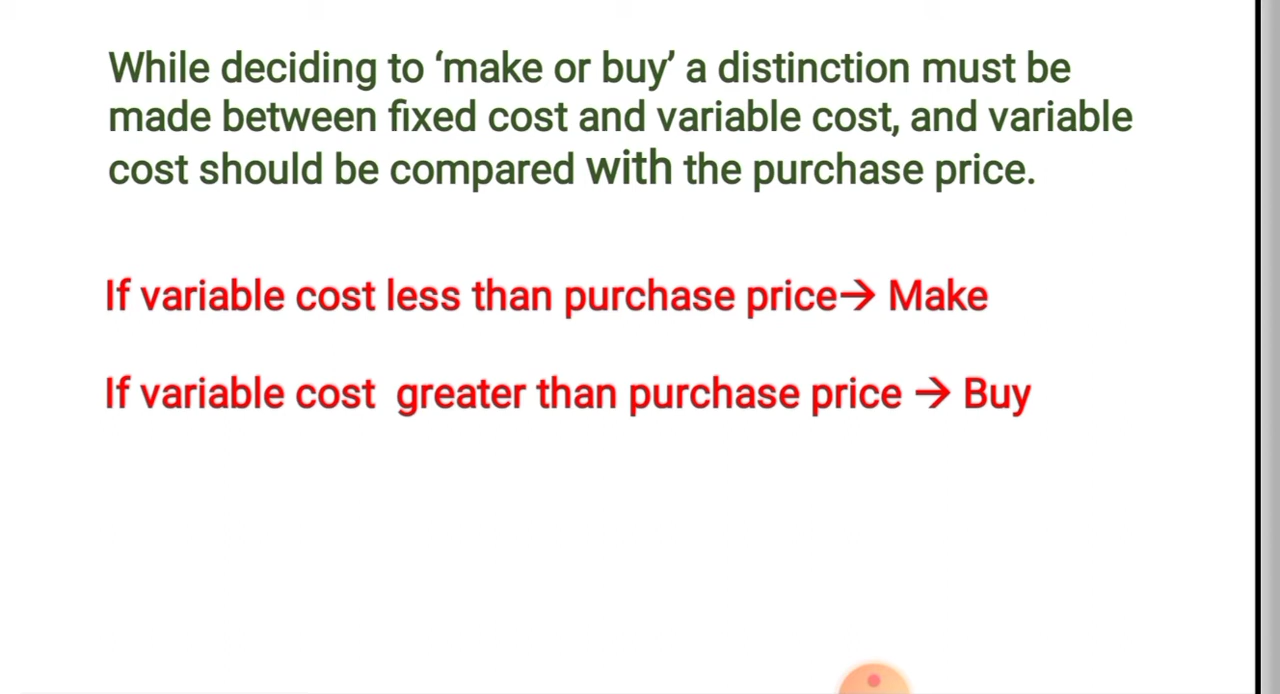 While deciding to ‘make or buy’ a distinction must be
made between fixed cost and variable cost, and variable
cost should be compared with the purchase price.
If variable cost less than purchase price→ Make
If variable cost  greater than purchase price → Buy